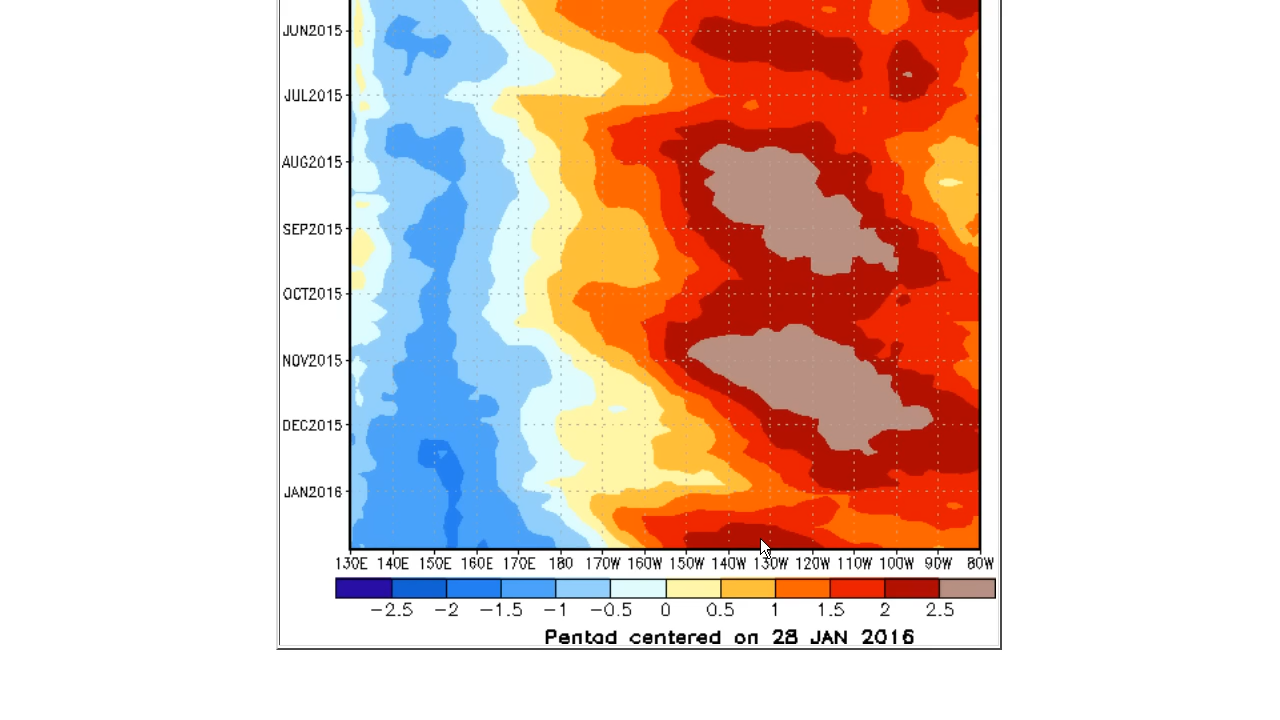 JUN2015
JUL2015
AUG2015
SEP2015
OCT2015
NOV2015
DEC2015
JAN2016
130E 140E 150E 160E 170E 180 170W 160W 150W 140W 130W 120W 110W 100W 90W 80W
−2.5 −2 −1.5 −1 −0.5 0 0.5 1 1.5 2 2.5
Pentad centered on 28 JAN 2016